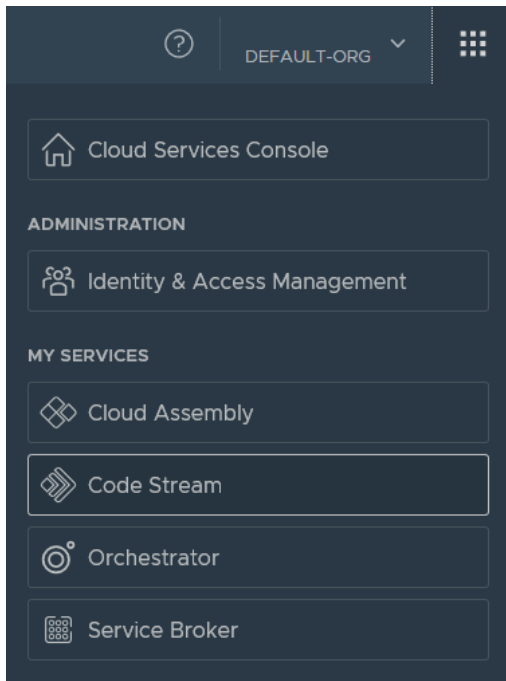 DEFAULT-ORG
Cloud Services Console
ADMINISTRATION
Identity & Access Management
MY SERVICES
Cloud Assembly
Code Stream
Orchestrator
Service Broker